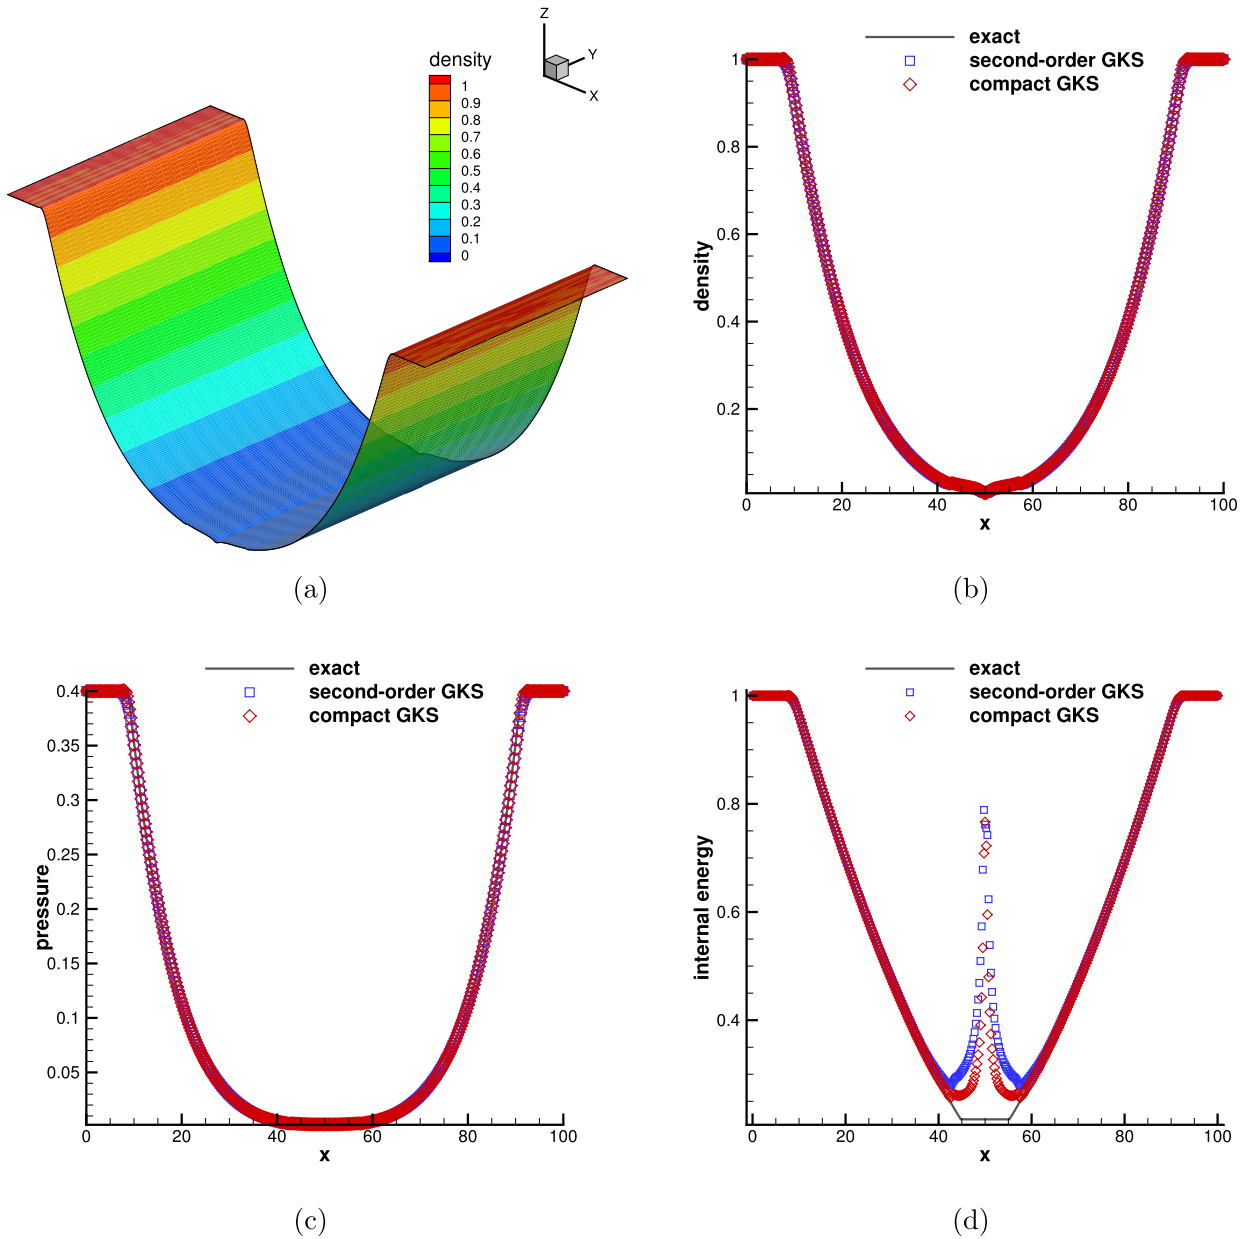 Z
Y
X
density
1
0.9
0.8
0.7
0.6
0.5
0.4
0.3
0.2
0.1
0
(a)
exact
second-order GKS
compact GKS
1
0.8
0.6
0.4
0.2
density
0 20 40 60 80 100
x
(b)
exact
second-order GKS
compact GKS
0.4
0.35
0.3
0.25
0.2
0.15
0.1
0.05
pressure
0 20 40 60 80 100
x
(c)
exact
second-order GKS
compact GKS
1
0.8
0.6
0.4
internal energy
0 20 40 60 80 100
x
(d)